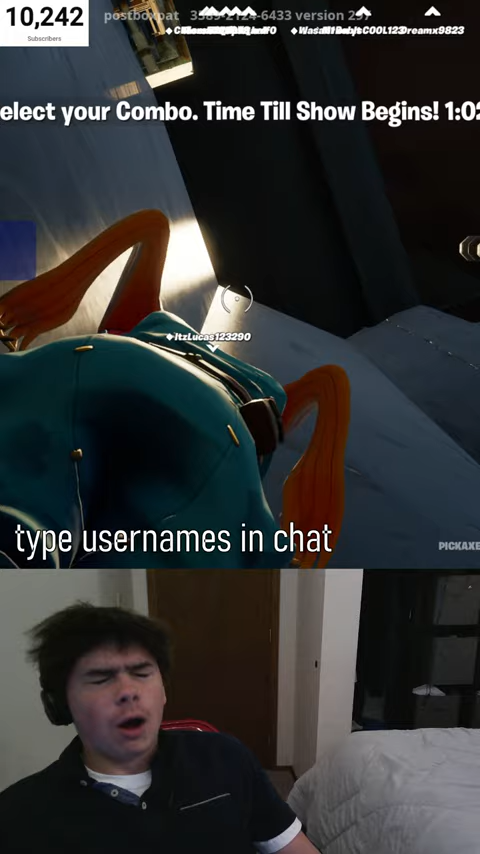 10,242
Subscribers
postboxpat
version
elect your Combo. Time Till Show Begins! 1:02
ItzLucas123290
type usernames in chat
PICKAXE